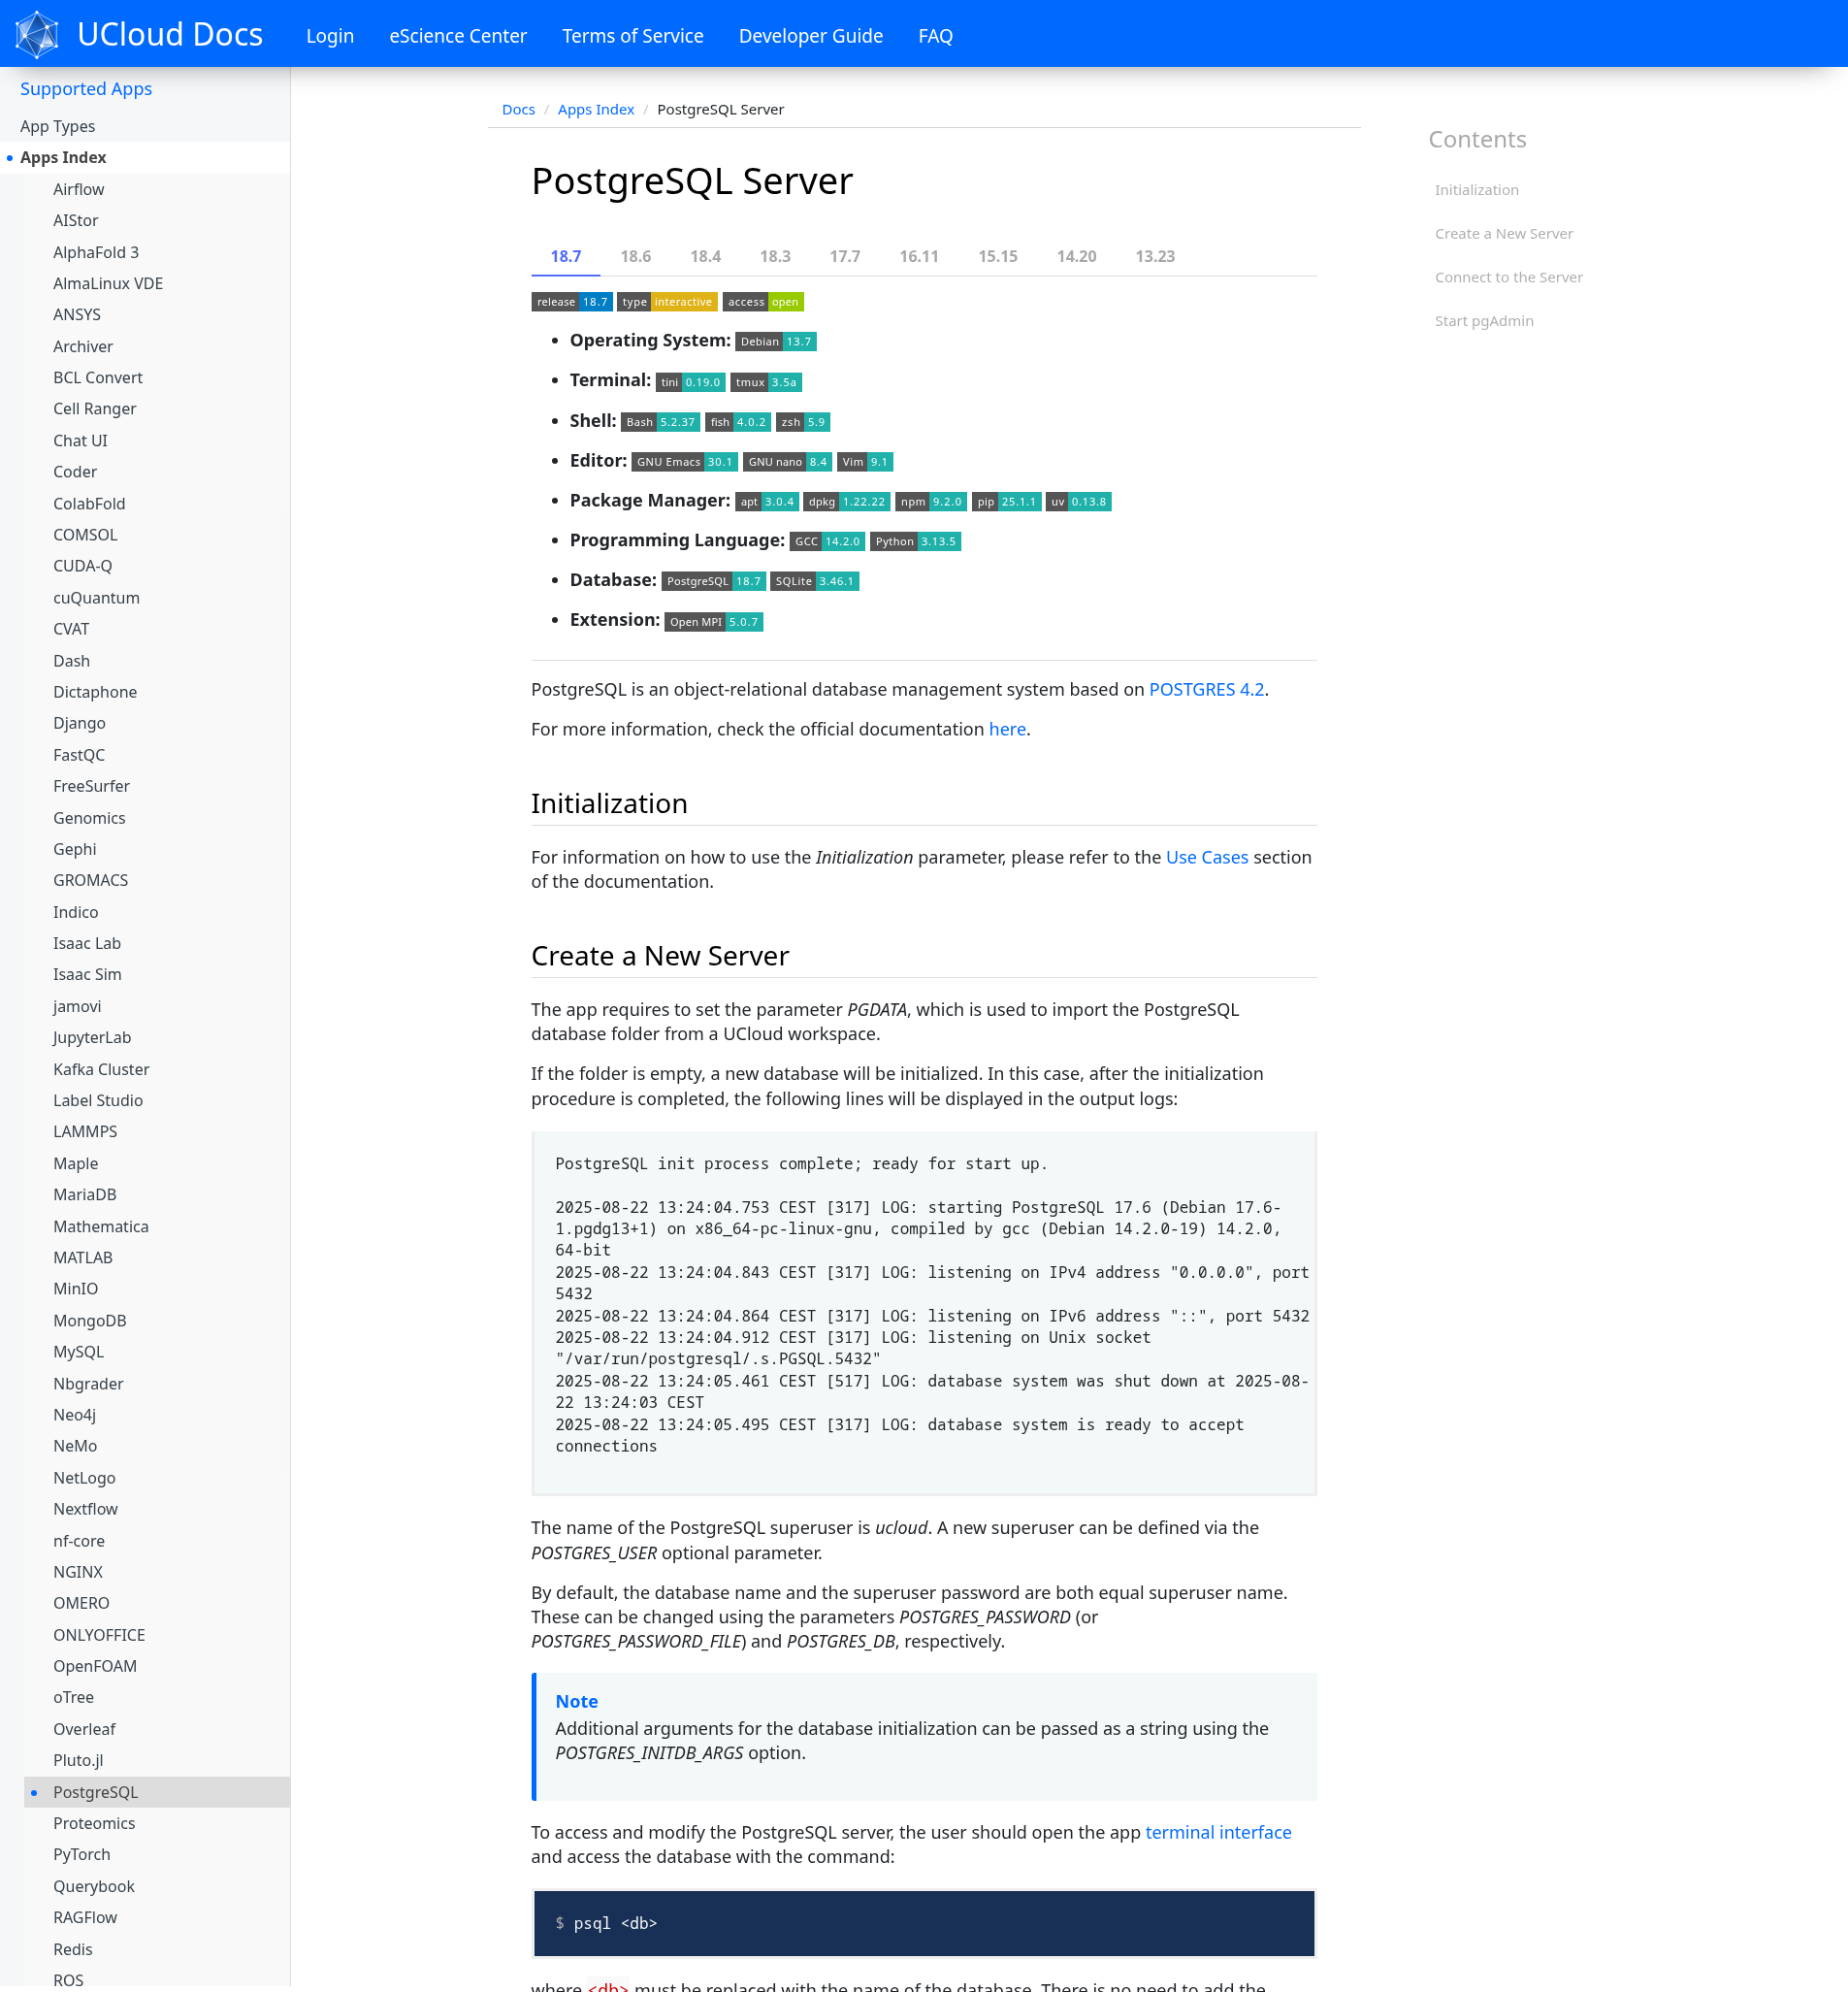 UCloud Docs
Login eScience Center Terms of Service Developer Guide FAQ
Supported Apps
App Types
Apps Index
Airflow
AIStor
AlphaFold 3
AlmaLinux VDE
ANSYS
Archiver
BCL Convert
Cell Ranger
Chat UI
Coder
ColabFold
COMSOL
CUDA-Q
cuQuantum
CVAT
Dash
Dictaphone
Django
FastQC
FreeSurfer
Genomics
Gephi
GROMACS
Indico
Isaac Lab
Isaac Sim
jamovi
JupyterLab
Kafka Cluster
Label Studio
LAMMPS
Maple
MariaDB
Mathematica
MATLAB
MinIO
MongoDB
MySQL
Nbgrader
Neo4j
NeMo
NetLogo
Nextflow
nf-core
NGINX
OMERO
ONLYOFFICE
OpenFOAM
oTree
Overleaf
Pluto.jl
PostgreSQL
Proteomics
PyTorch
Querybook
RAGFlow
Redis
ROS
Docs / Apps Index / PostgreSQL Server
PostgreSQL Server
18.7 18.6 18.4 18.3 17.7 16.11 15.15 14.20 13.23
release 18.7 type interactive access open
• Operating System: Debian 13.7
• Terminal: tini 0.19.0 tmux 3.5a
• Shell: Bash 5.2.37 fish 4.0.2 zsh 5.9
• Editor: GNU Emacs 30.1 GNU nano 8.4 Vim 9.1
• Package Manager: apt 3.0.4 dpkg 1.22.22 npm 9.2.0 pip 25.1.1 uv 0.13.8
• Programming Language: GCC 14.2.0 Python 3.13.5
• Database: PostgreSQL 18.7 SQLite 3.46.1
• Extension: Open MPI 5.0.7
PostgreSQL is an object-relational database management system based on POSTGRES 4.2.
For more information, check the official documentation here.
Initialization
For information on how to use the Initialization parameter, please refer to the Use Cases section
of the documentation.
Create a New Server
The app requires to set the parameter PGDATA, which is used to import the PostgreSQL
database folder from a UCloud workspace.
If the folder is empty, a new database will be initialized. In this case, after the initialization
procedure is completed, the following lines will be displayed in the output logs:
PostgreSQL init process complete; ready for start up.
2025-08-22 13:24:04.753 CEST [317] LOG: starting PostgreSQL 17.6 (Debian 17.6-
1.pgdg13+1) on x86_64-pc-linux-gnu, compiled by gcc (Debian 14.2.0-19) 14.2.0,
64-bit
2025-08-22 13:24:04.843 CEST [317] LOG: listening on IPv4 address "0.0.0.0", port
5432
2025-08-22 13:24:04.864 CEST [317] LOG: listening on IPv6 address "::", port 5432
2025-08-22 13:24:04.912 CEST [317] LOG: listening on Unix socket
"/var/run/postgresql/.s.PGSQL.5432"
2025-08-22 13:24:05.461 CEST [517] LOG: database system was shut down at 2025-08-
22 13:24:03 CEST
2025-08-22 13:24:05.495 CEST [317] LOG: database system is ready to accept
connections
The name of the PostgreSQL superuser is ucloud. A new superuser can be defined via the
POSTGRES_USER optional parameter.
By default, the database name and the superuser password are both equal superuser name.
These can be changed using the parameters POSTGRES_PASSWORD (or
POSTGRES_PASSWORD_FILE) and POSTGRES_DB, respectively.
Note
Additional arguments for the database initialization can be passed as a string using the
POSTGRES_INITDB_ARGS option.
To access and modify the PostgreSQL server, the user should open the app terminal interface
and access the database with the command:
$ psql <db>
where <db> must be replaced with the name of the database. There is no need to add the
Contents
Initialization
Create a New Server
Connect to the Server
Start pgAdmin